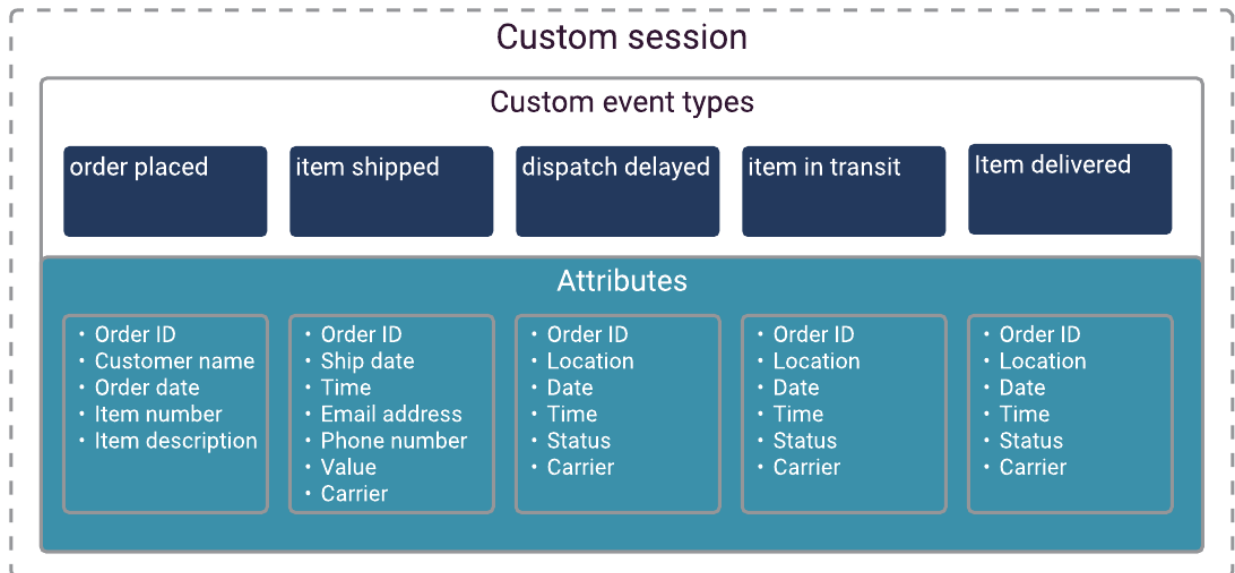 Custom session
Custom event types
order placed
item shipped
dispatch delayed
item in transit
Item delivered
Attributes
• Order ID
• Customer name
• Order date
• Item number
• Item description
• Order ID
• Ship date
• Time
• Email address
• Phone number
• Value
• Carrier
• Order ID
• Location
• Date
• Time
• Status
• Carrier
• Order ID
• Location
• Date
• Time
• Status
• Carrier
• Order ID
• Location
• Date
• Time
• Status
• Carrier